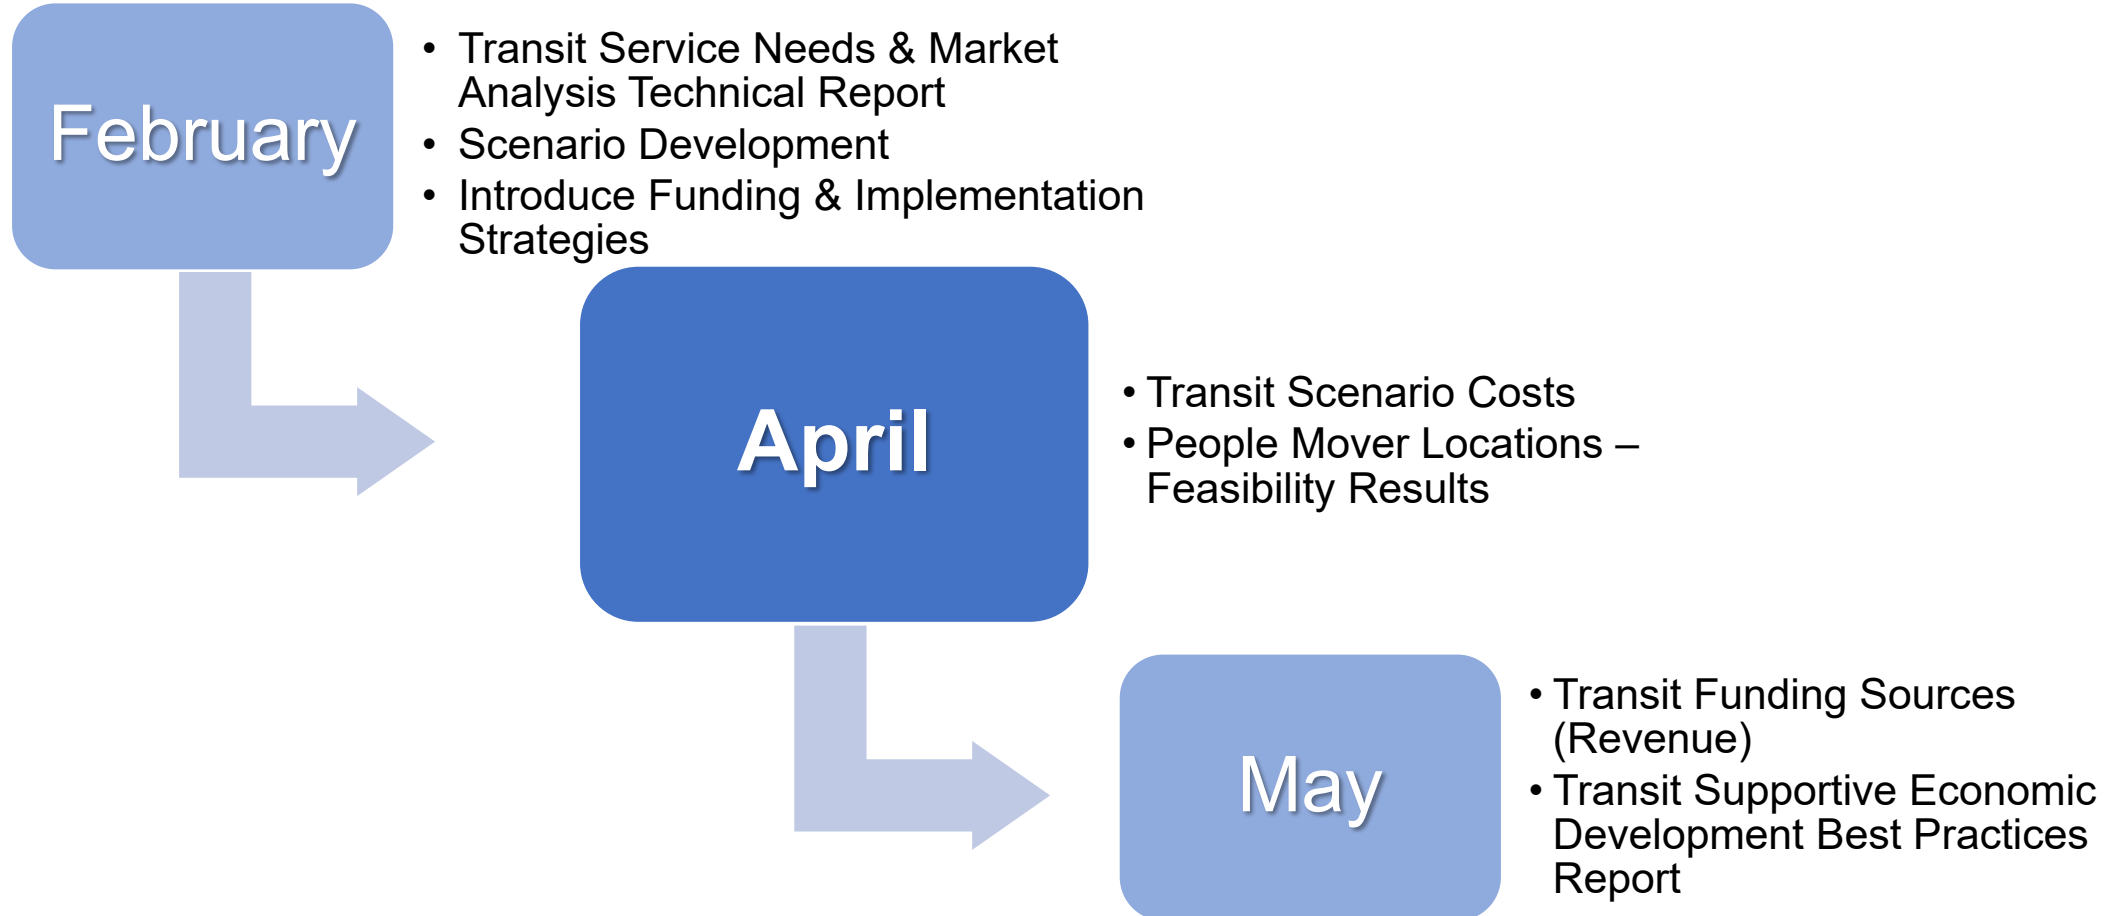 February
• Transit Service Needs & Market
Analysis Technical Report
• Scenario Development
• Introduce Funding & Implementation
Strategies
April
• Transit Scenario Costs
• People Mover Locations –
Feasibility Results
May
• Transit Funding Sources
(Revenue)
• Transit Supportive Economic
Development Best Practices
Report